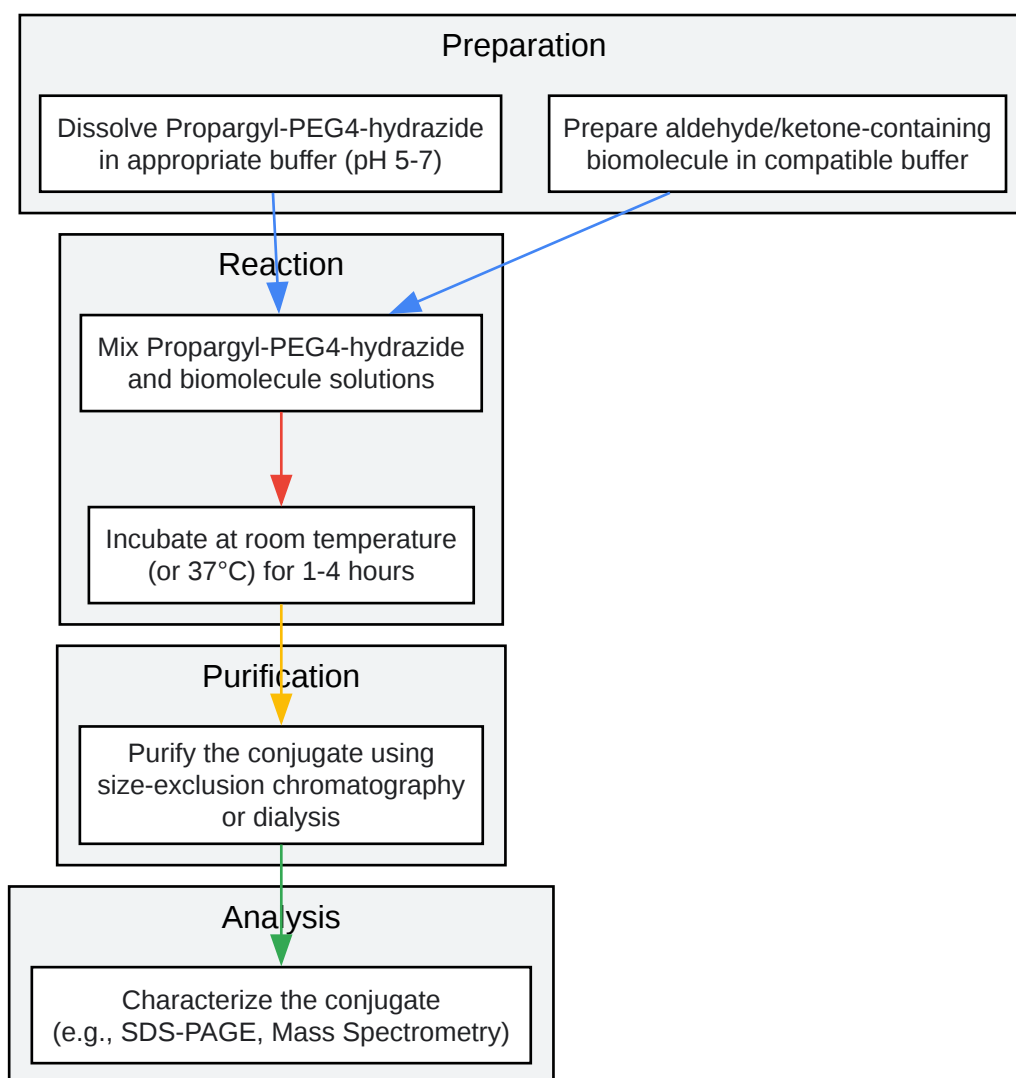 Preparation
Dissolve Propargyl-PEG4-hydrazide
in appropriate buffer (pH 5-7)
Prepare aldehyde/ketone-containing
biomolecule in compatible buffer
Reaction
Mix Propargyl-PEG4-hydrazide
and biomolecule solutions
Incubate at room temperature
(or 37°C) for 1-4 hours
Purification
Purify the conjugate using
size-exclusion chromatography
or dialysis
Analysis
Characterize the conjugate
(e.g., SDS-PAGE, Mass Spectrometry)